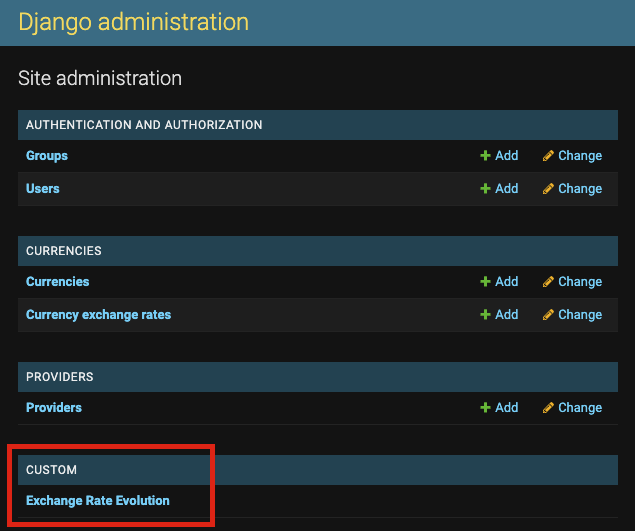 Django administration
Site administration
AUTHENTICATION AND AUTHORIZATION
Groups Add Change
Users Add Change
CURRENCIES
Currencies Add Change
Currency exchange rates Add Change
PROVIDERS
Providers Add Change
CUSTOM
Exchange Rate Evolution